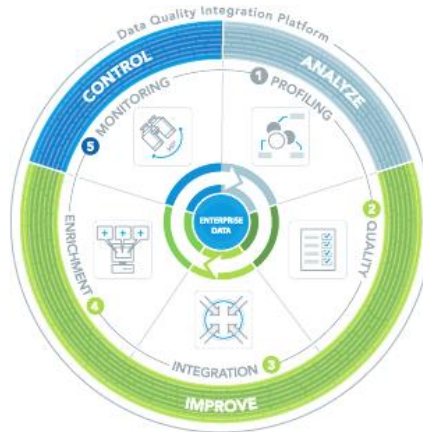 Data Quality Integration Platform
CONTROL
ANALYZE
1 PROFILING
2 QUALITY
3 INTEGRATION
4 ENRICHMENT
5 MONITORING
ENTERPRISE
DATA
IMPROVE